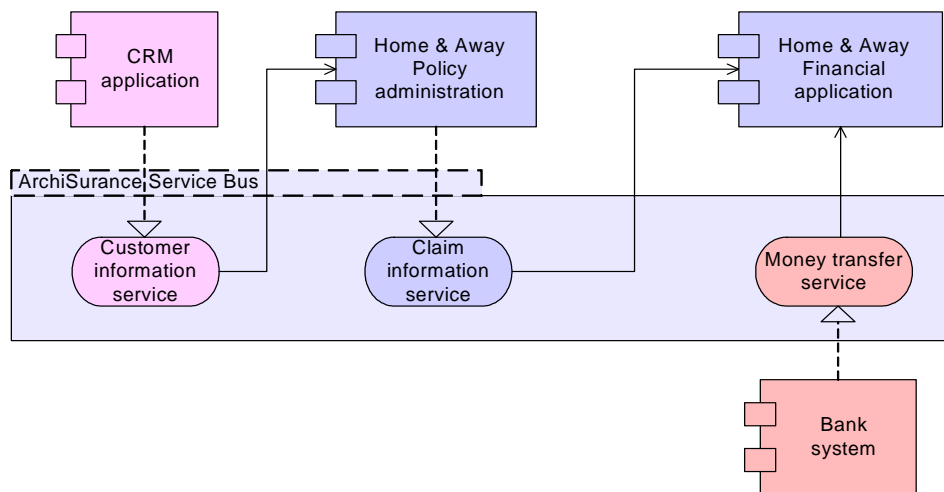 CRM
application
Home & Away
Policy
administration
Home & Away
Financial
application
ArchiSurance Service Bus
Customer
information
service
Claim
information
service
Money transfer
service
Bank
system